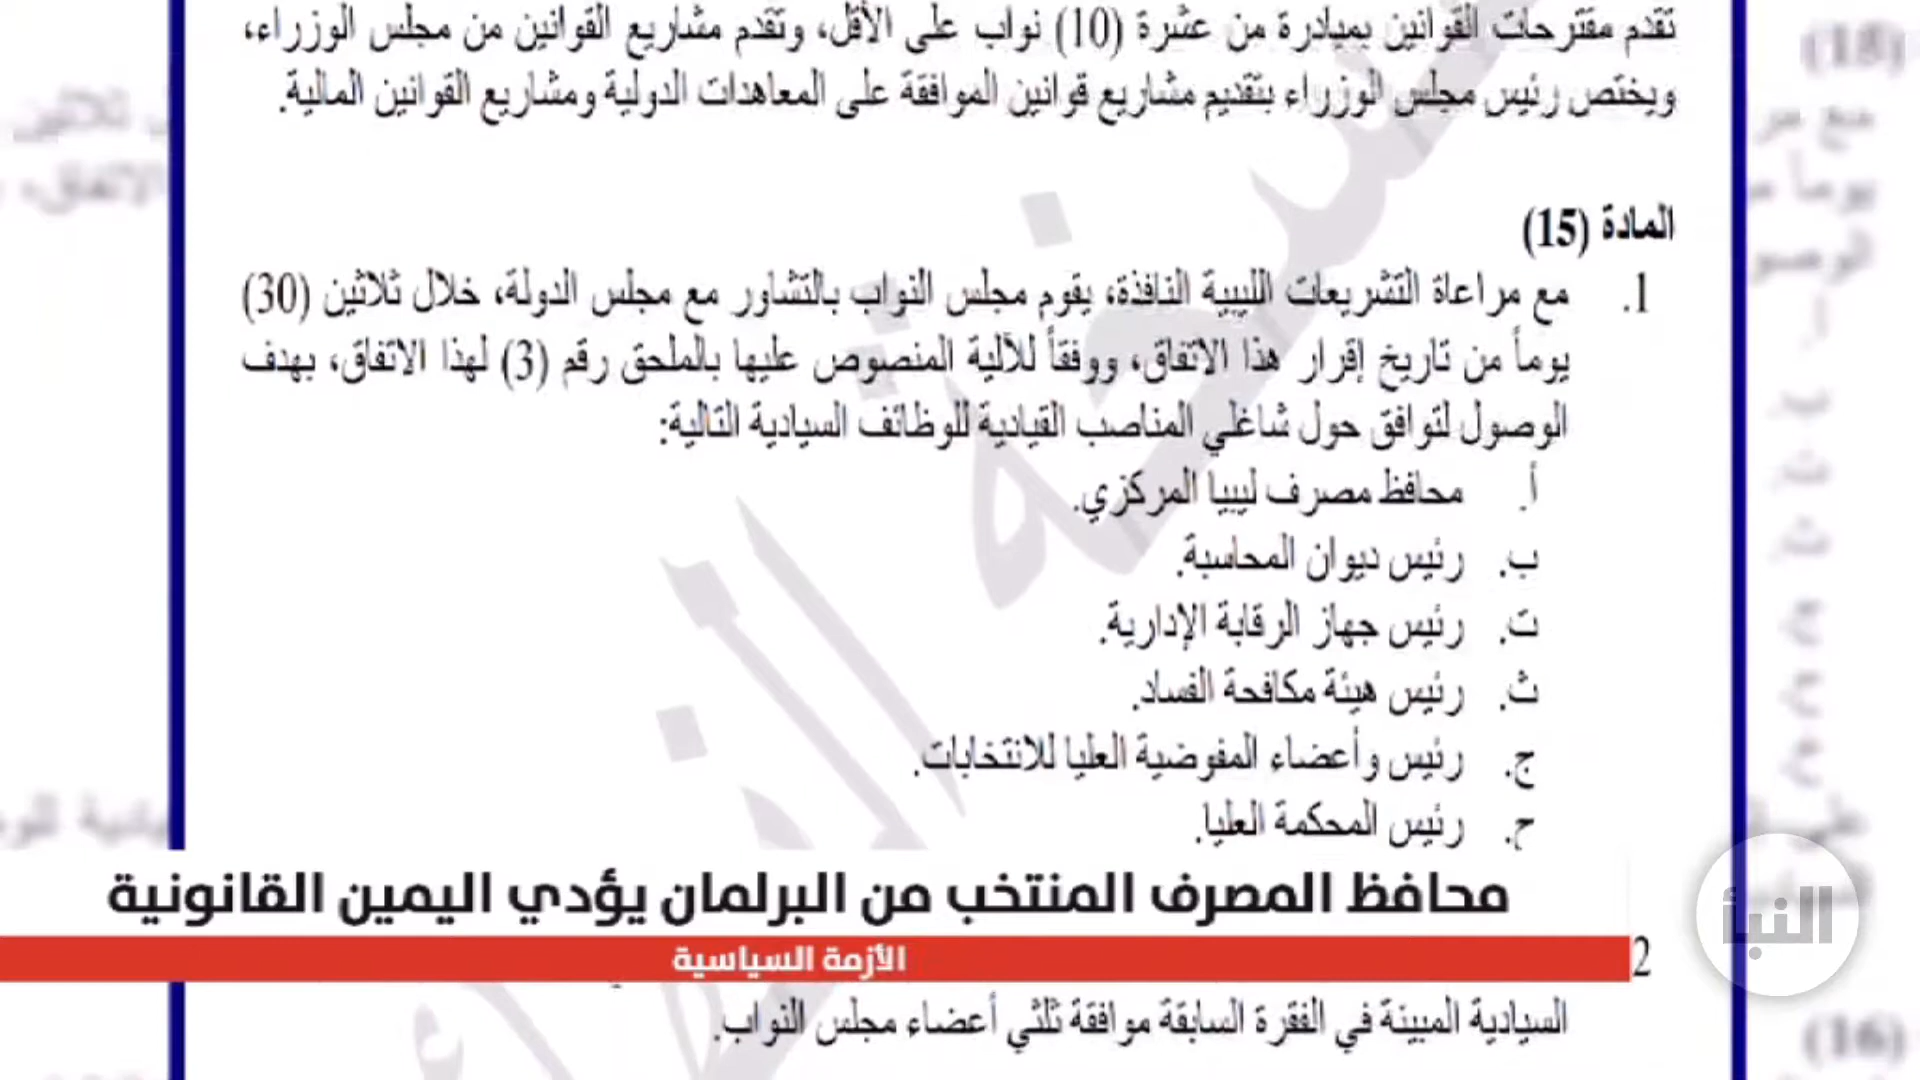 تقدم مقترحات القوانين بمبادرة من عشرة (10) نواب على الأقل، وتقدم مشاريع القوانين من مجلس الوزراء،
ويختص رئيس مجلس الوزراء بتقديم مشاريع قوانين الموافقة على المعاهدات الدولية ومشاريع القوانين المالية.
المادة (15)
1. مع مراعاة التشريعات الليبية النافذة، يقوم مجلس النواب بالتشاور مع مجلس الدولة، خلال ثلاثين (30)
يوماً من تاريخ إقرار هذا الاتفاق، ووفقاً للآلية المنصوص عليها بالملحق رقم (3) لهذا الاتفاق، بهدف
الوصول لتوافق حول شاغلي المناصب القيادية للوظائف السيادية التالية:
أ. محافظ مصرف ليبيا المركزي.
ب. رئيس ديوان المحاسبة.
ت. رئيس جهاز الرقابة الإدارية.
ث. رئيس هيئة مكافحة الفساد.
ج. رئيس وأعضاء المفوضية العليا للانتخابات.
ح. رئيس المحكمة العليا.
محافظ المصرف المنتخب من البرلمان يؤدي اليمين القانونية
الأزمة السياسية
2
النبأ
السيادية المبينة في الفقرة السابقة موافقة ثلثي أعضاء مجلس النواب.